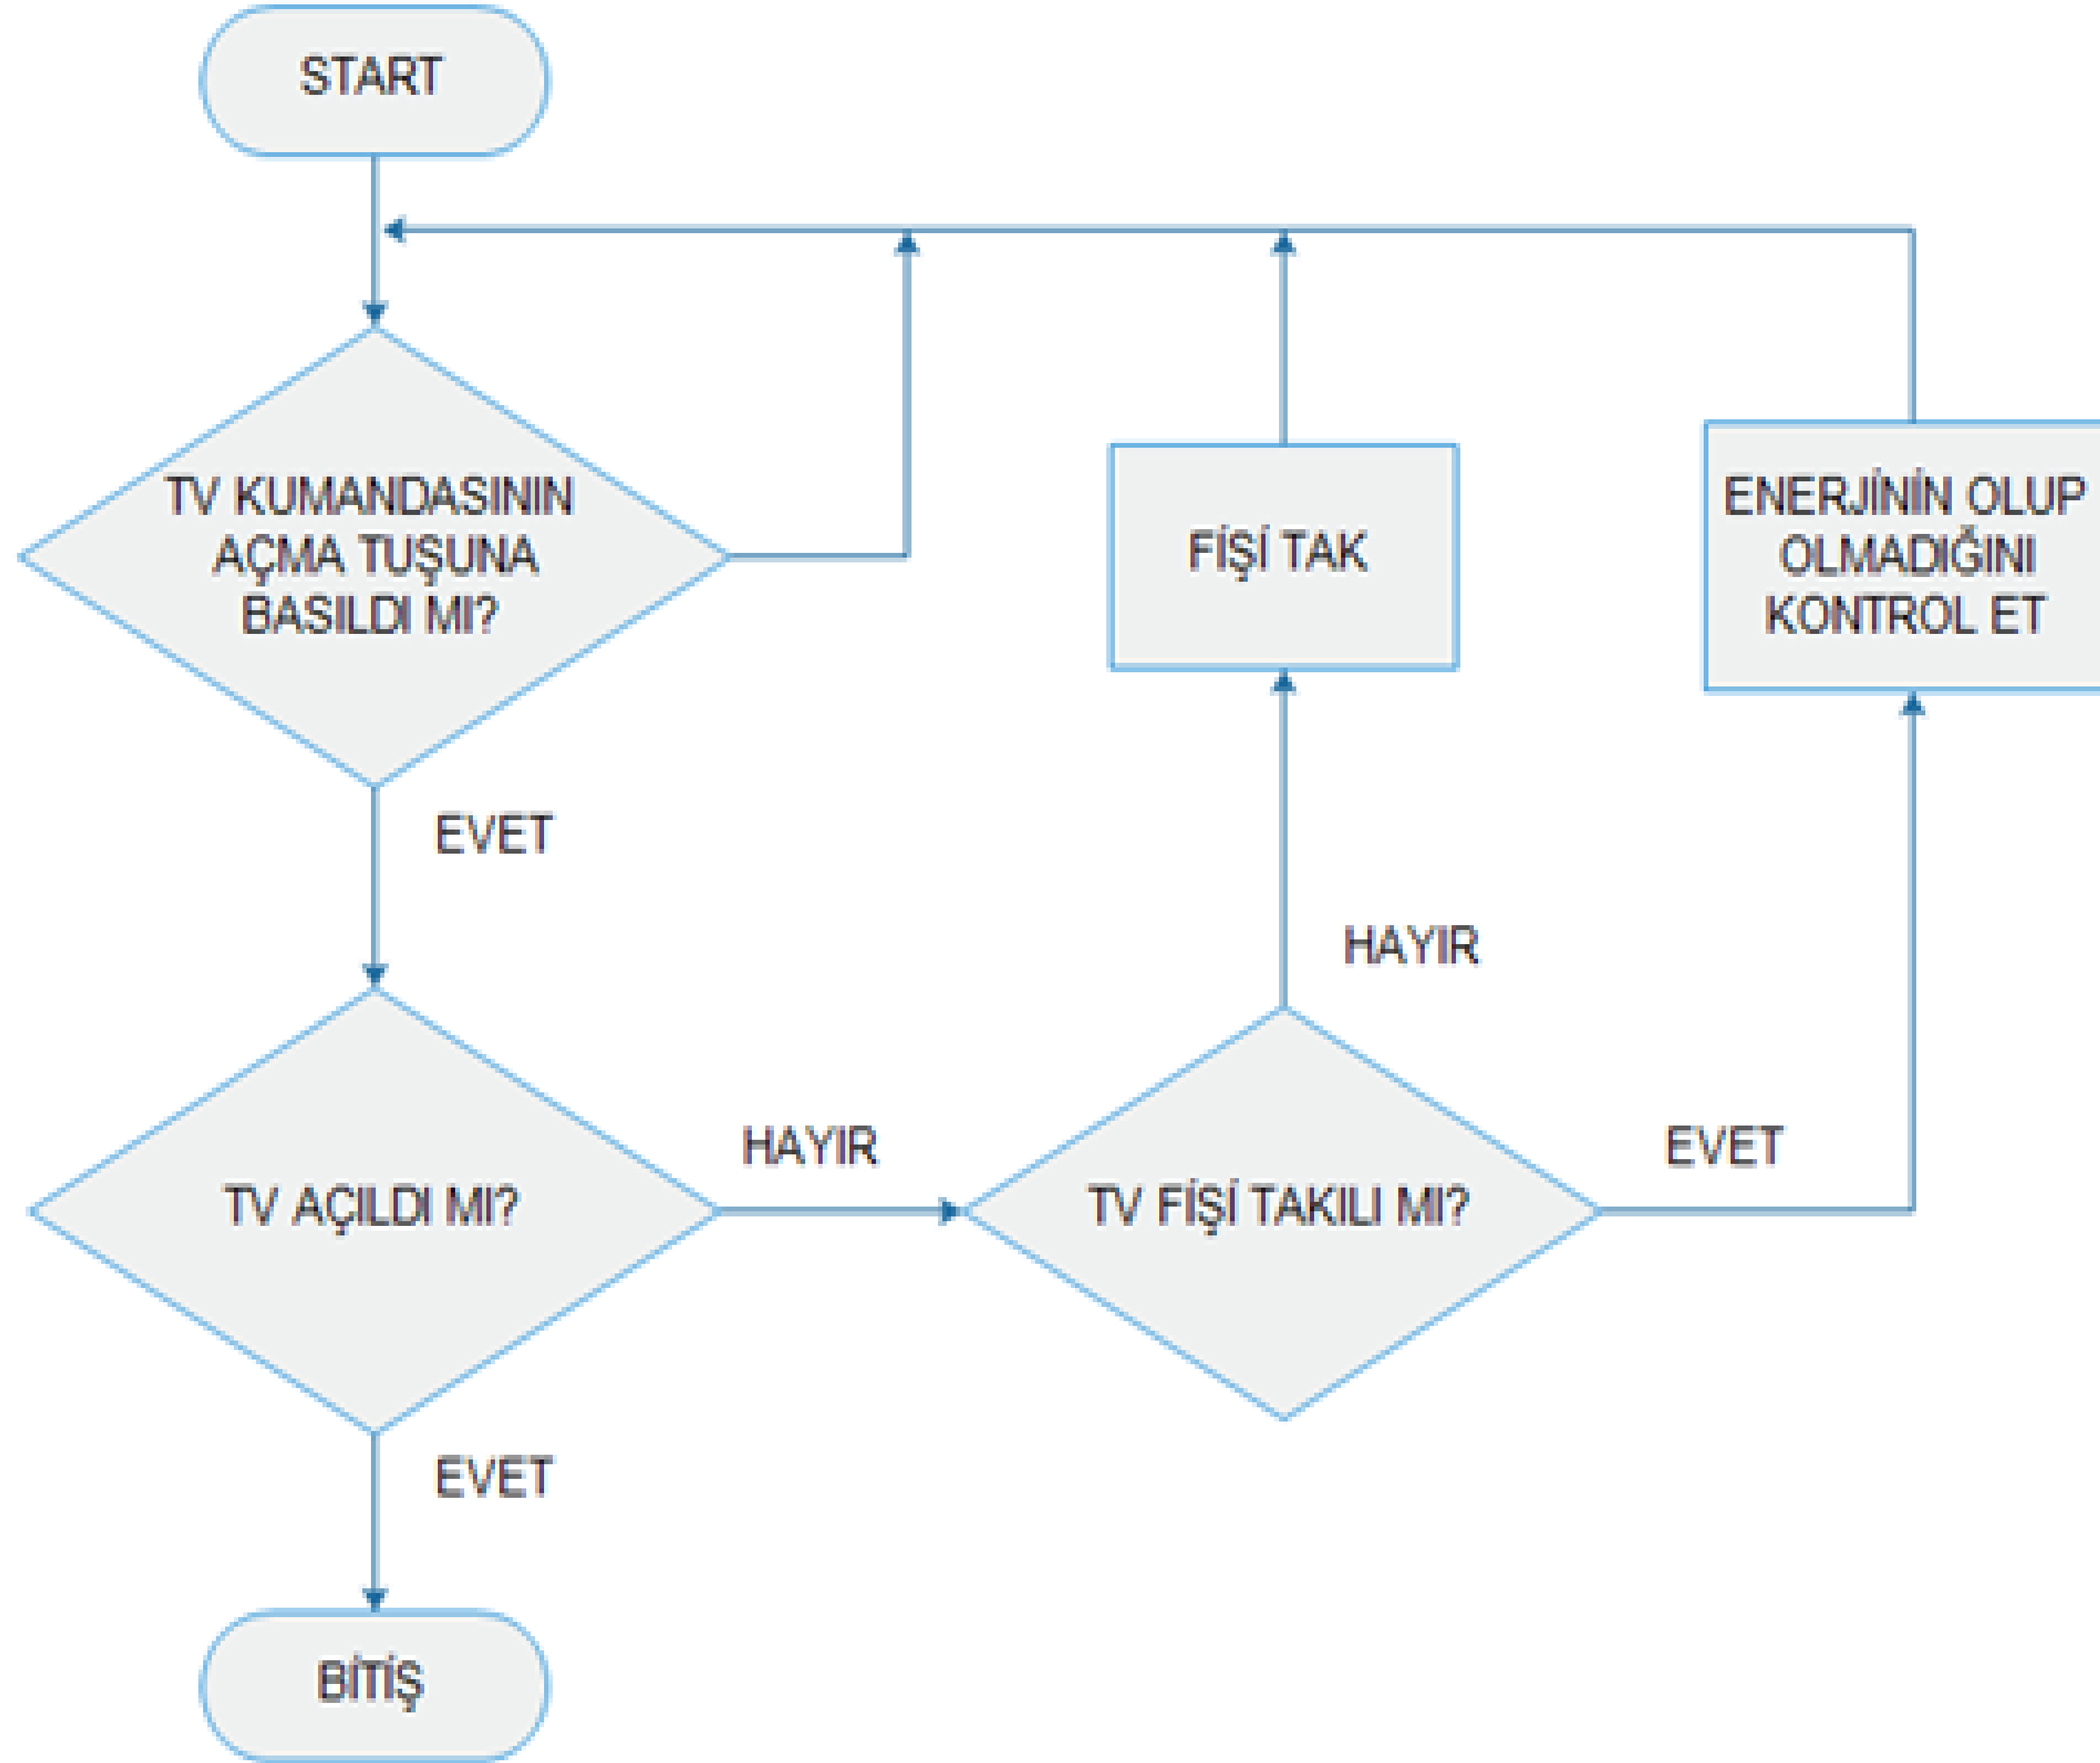 START
TV KUMANDASININ
AÇMA TUŞUNA
BASILDI MI?
FİŞİ TAK
ENERJİNİN OLUP
OLMADIĞINI
KONTROL ET
EVET
HAYIR
TV AÇILDI MI?
HAYIR
TV FİŞİ TAKILI MI?
EVET
EVET
BİTİŞ